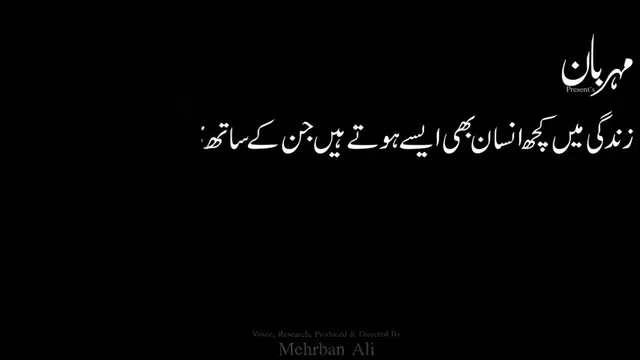 مہربان
Present's
زندگی میں کچھ انسان بھی ایسے ہوتے ہیں جن کے ساتھ
Voice, Research, Produced & Directed By
Mehrban Ali